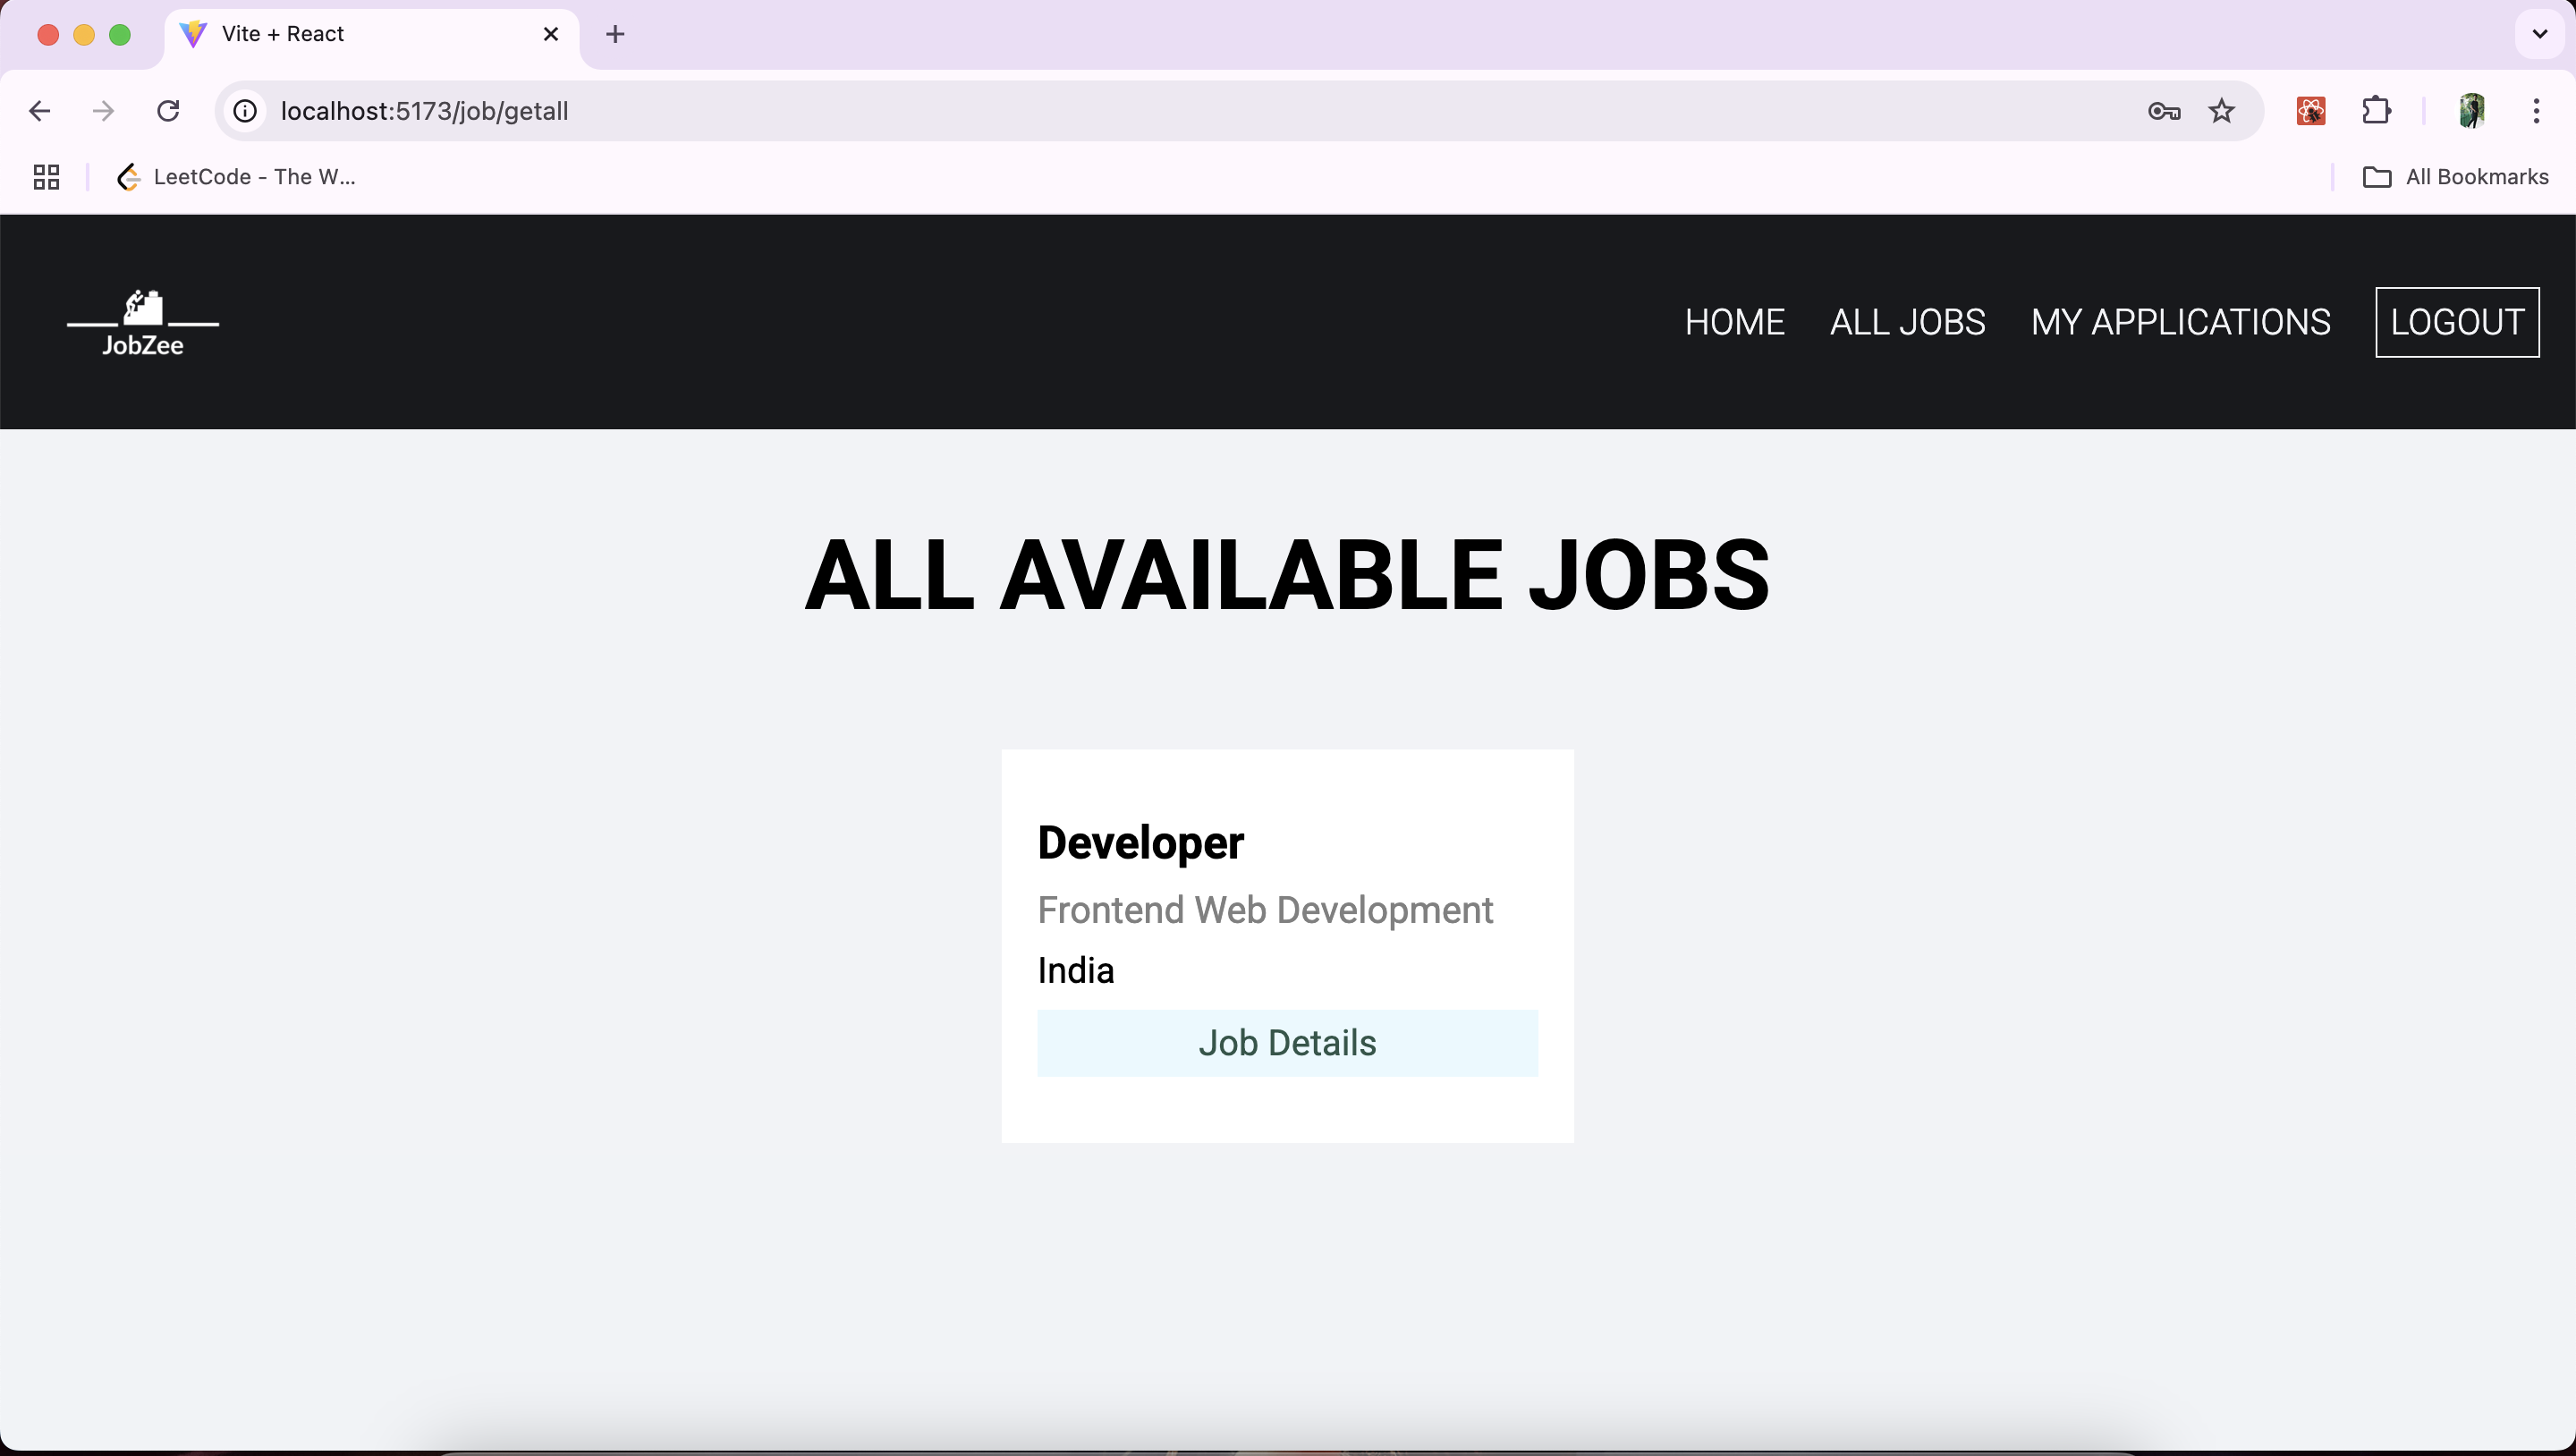 Vite + React
localhost:5173/job/getall
LeetCode - The W...
All Bookmarks
JobZee
HOME
ALL JOBS
MY APPLICATIONS
LOGOUT
ALL AVAILABLE JOBS
Developer
Frontend Web Development
India
Job Details